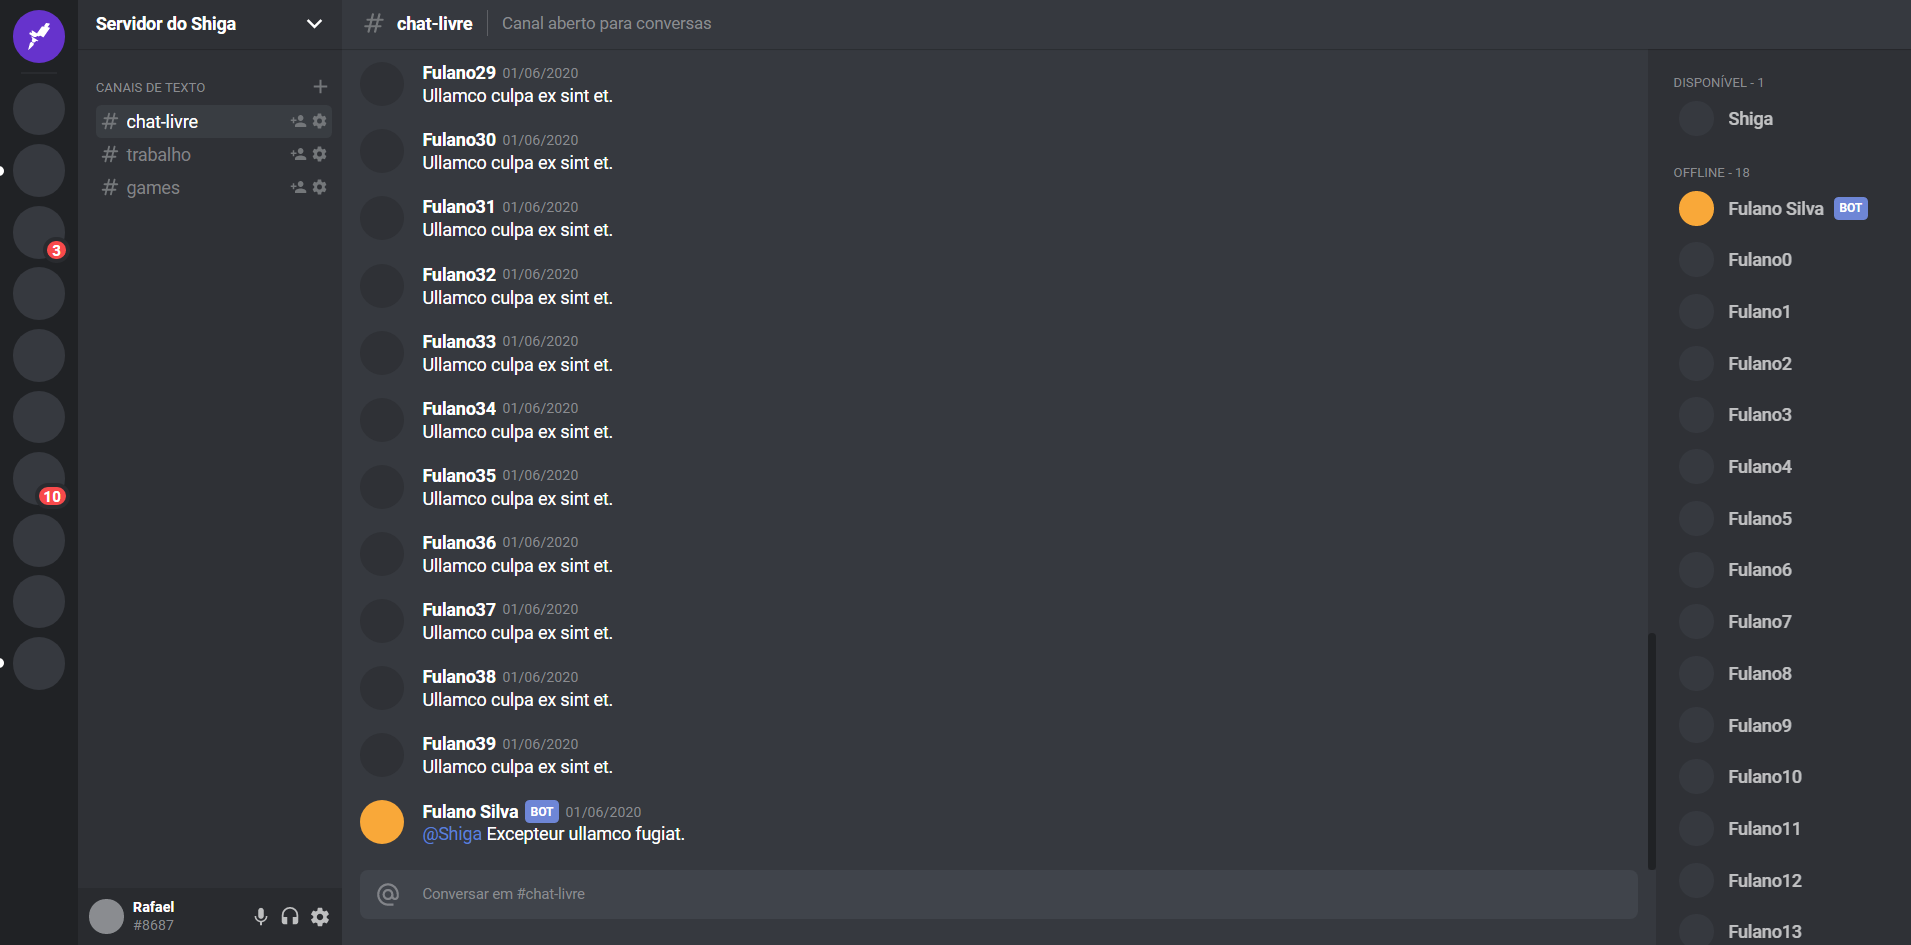 3
10
Servidor do Shiga
CANAIS DE TEXTO
chat-livre
trabalho
games
Rafael
#8687
chat-livre Canal aberto para conversas
Fulano29 01/06/2020
Ullamco culpa ex sint et.
Fulano30 01/06/2020
Ullamco culpa ex sint et.
Fulano31 01/06/2020
Ullamco culpa ex sint et.
Fulano32 01/06/2020
Ullamco culpa ex sint et.
Fulano33 01/06/2020
Ullamco culpa ex sint et.
Fulano34 01/06/2020
Ullamco culpa ex sint et.
Fulano35 01/06/2020
Ullamco culpa ex sint et.
Fulano36 01/06/2020
Ullamco culpa ex sint et.
Fulano37 01/06/2020
Ullamco culpa ex sint et.
Fulano38 01/06/2020
Ullamco culpa ex sint et.
Fulano39 01/06/2020
Ullamco culpa ex sint et.
Fulano Silva BOT 01/06/2020
@Shiga Excepteur ullamco fugiat.
Conversar em #chat-livre
DISPONÍVEL - 1
Shiga
OFFLINE - 18
Fulano Silva BOT
Fulano0
Fulano1
Fulano2
Fulano3
Fulano4
Fulano5
Fulano6
Fulano7
Fulano8
Fulano9
Fulano10
Fulano11
Fulano12
Fulano13